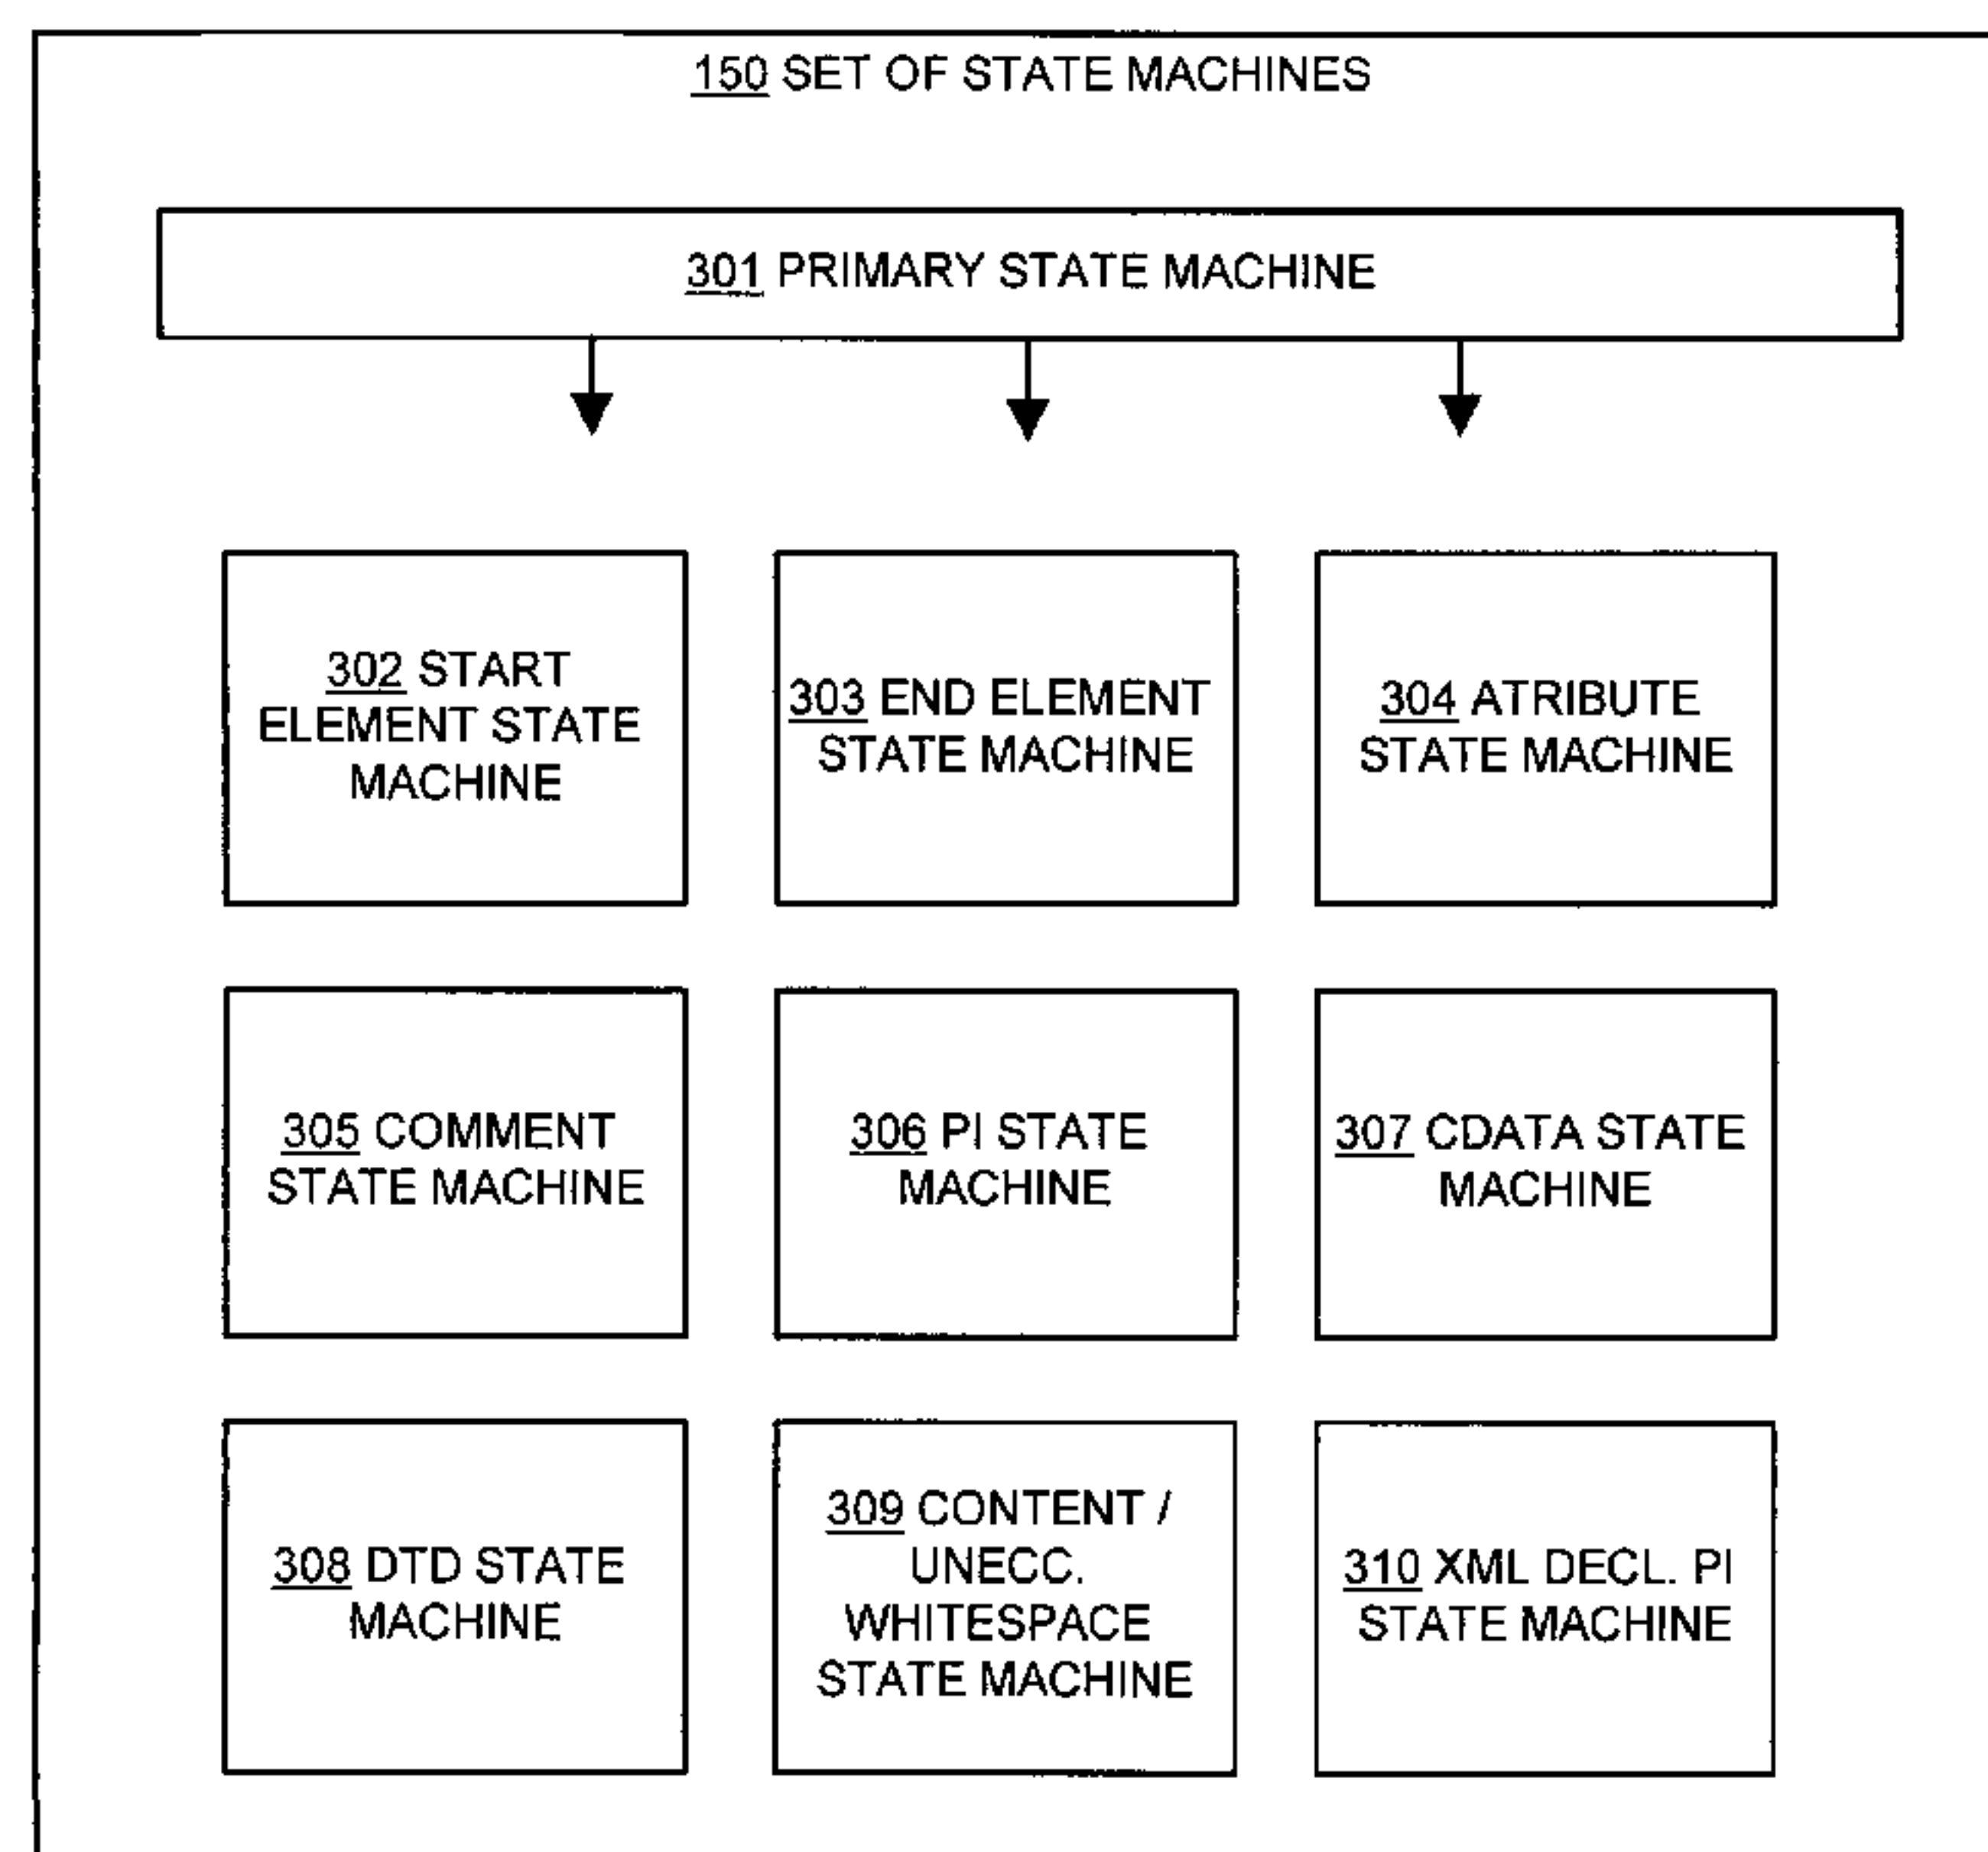 150 SET OF STATE MACHINES
301 PRIMARY STATE MACHINE
302 START
ELEMENT STATE
MACHINE
303 END ELEMENT
STATE MACHINE
304 ATRIBUTE
STATE MACHINE
305 COMMENT
STATE MACHINE
306 PI STATE
MACHINE
307 CDATA STATE
MACHINE
308 DTD STATE
MACHINE
309 CONTENT /
UNECC.
WHITESPACE
STATE MACHINE
310 XML DECL. PI
STATE MACHINE